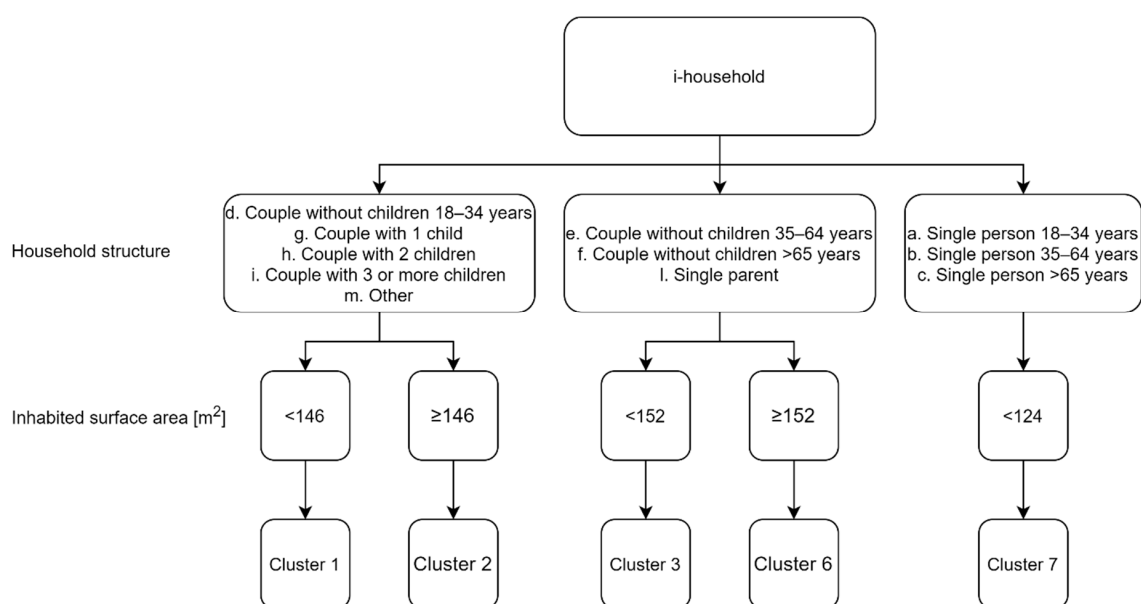 i-household
Household structure
d. Couple without children 18–34 years
g. Couple with 1 child
h. Couple with 2 children
i. Couple with 3 or more children
m. Other
e. Couple without children 35–64 years
f. Couple without children >65 years
l. Single parent
a. Single person 18–34 years
b. Single person 35–64 years
c. Single person >65 years
Inhabited surface area [m²]
<146
≥146
<152
≥152
<124
Cluster 1
Cluster 2
Cluster 3
Cluster 6
Cluster 7